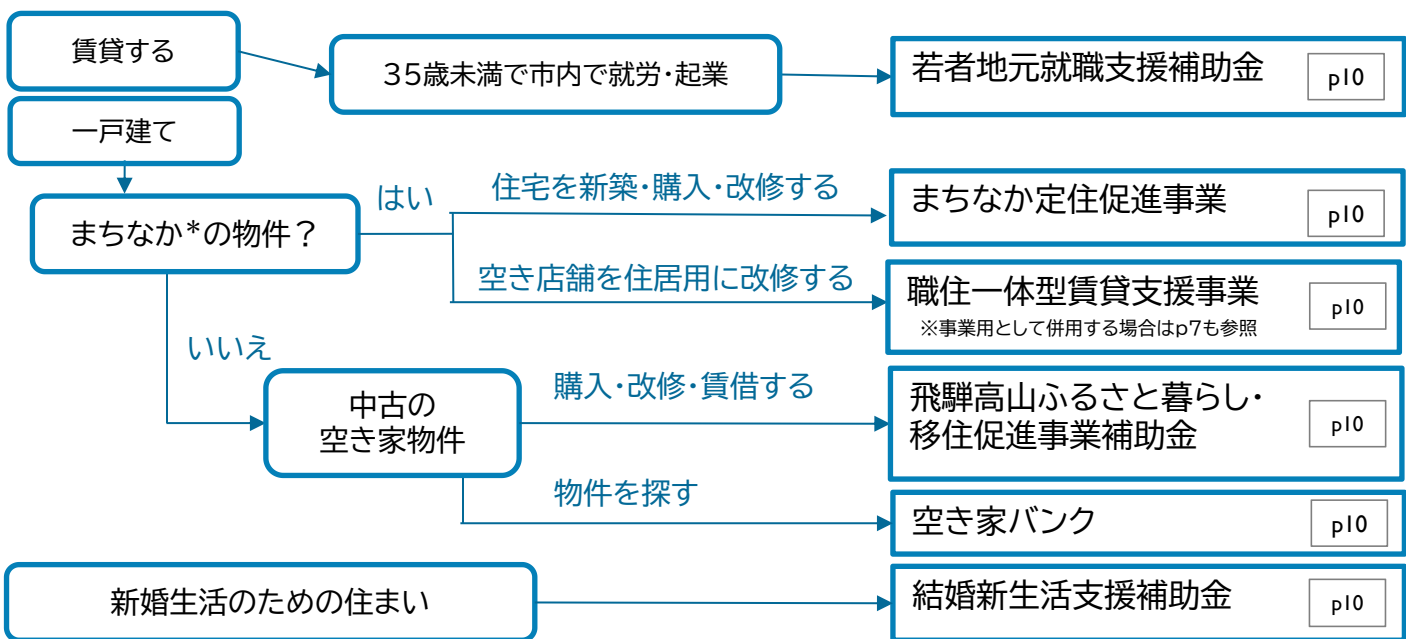 賃貸する
35歳未満で市内で就労・起業
若者地元就職支援補助金
p10
一戸建て
まちなか*の物件？
はい
住宅を新築・購入・改修する
まちなか定住促進事業
p10
空き店舗を住居用に改修する
職住一体型賃貸支援事業
※事業用として併用する場合はp7も参照
p10
いいえ
中古の
空き家物件
購入・改修・賃借する
飛騨高山ふるさと暮らし・
移住促進事業補助金
p10
物件を探す
空き家バンク
p10
新婚生活のための住まい
結婚新生活支援補助金
p10